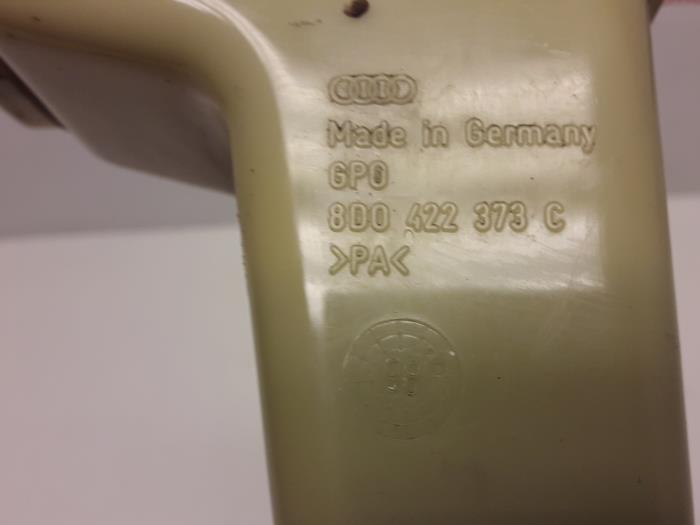 Made in Germany
GPO
8D0 422 373 C
>PA<